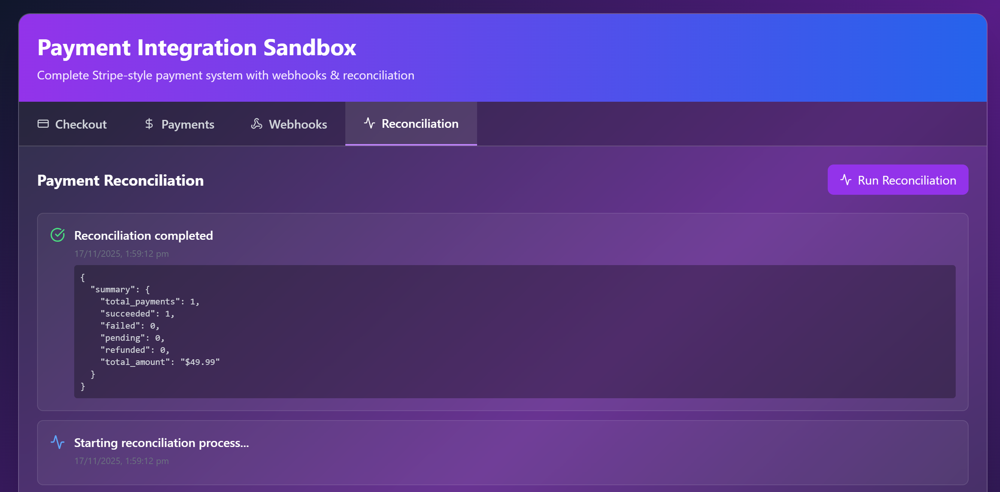 Payment Integration Sandbox
Complete Stripe-style payment system with webhooks & reconciliation
Checkout
Payments
Webhooks
Reconciliation
Payment Reconciliation
Run Reconciliation
Reconciliation completed
17/11/2025, 1:59:12 pm
{
  "summary": {
    "total_payments": 1,
    "succeeded": 1,
    "failed": 0,
    "pending": 0,
    "refunded": 0,
    "total_amount": "$49.99"
  }
}
Starting reconciliation process...
17/11/2025, 1:59:12 pm